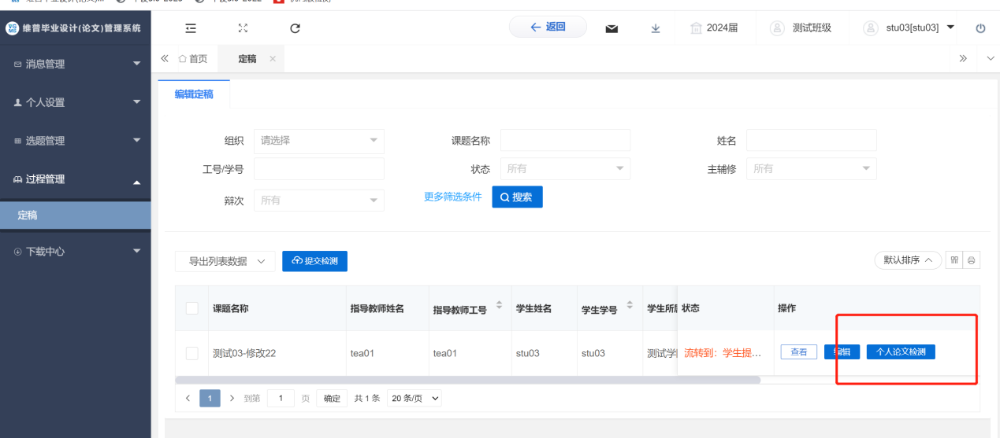 VG MS 维普毕业设计(论文)管理系统
返回
2024届
测试班级
stu03[stu03]
消息管理
个人设置
选题管理
过程管理
定稿
下载中心
首页
定稿
编辑定稿
组织 请选择 课题名称 姓名
工号/学号 状态 所有 主辅修 所有
辩次 所有 更多筛选条件 搜索
导出列表数据 提交检测 默认排序
课题名称 指导教师姓名 指导教师工号 学生姓名 学生学号 学生所 状态 操作
测试03-修改22 tea01 tea01 stu03 stu03 测试学 流转到：学生提... 查看 编辑 个人论文检测
1 到第 1 页 确定 共 1 条 20 条/页